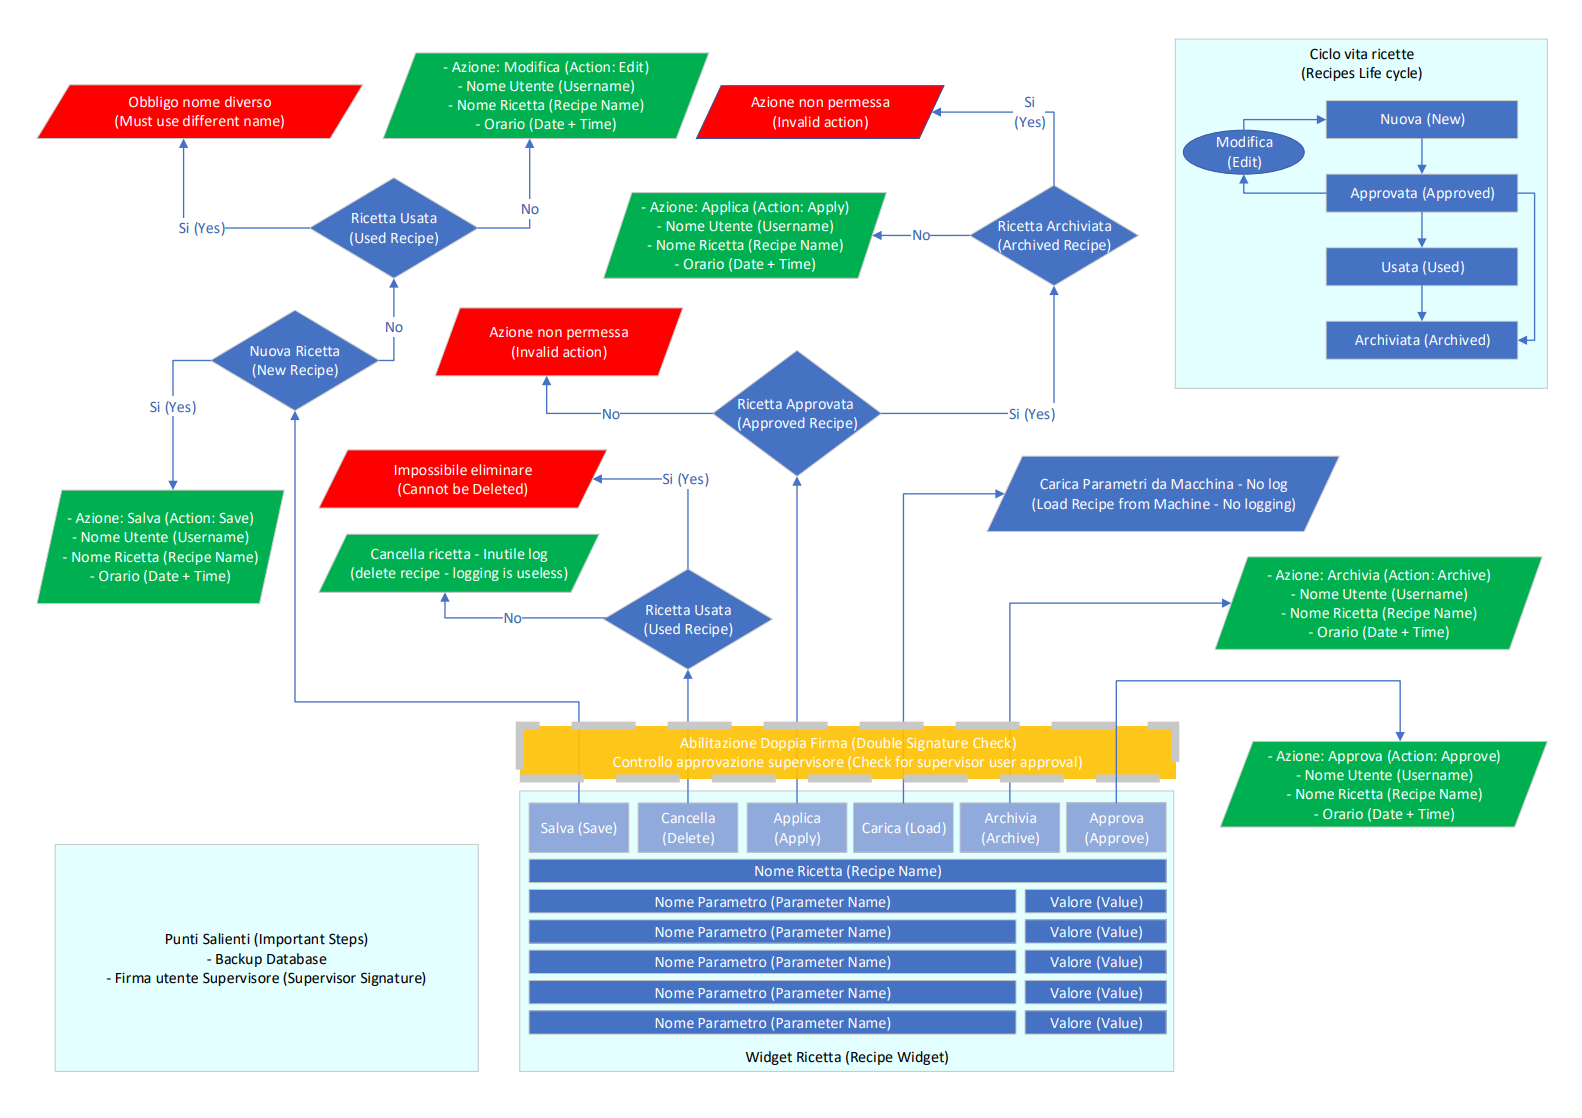 Ciclo vita ricette
(Recipes Life cycle)
Nuova (New)
Modifica
(Edit)
Approvata (Approved)
Usata (Used)
Archiviata (Archived)
Obbligo nome diverso
(Must use different name)
- Azione: Modifica (Action: Edit)
- Nome Utente (Username)
- Nome Ricetta (Recipe Name)
- Orario (Date + Time)
Azione non permessa
(Invalid action)
Si
(Yes)
Ricetta Usata
(Used Recipe)
Si (Yes)
No
- Azione: Applica (Action: Apply)
- Nome Utente (Username)
- Nome Ricetta (Recipe Name)
- Orario (Date + Time)
No
Ricetta Archiviata
(Archived Recipe)
No
Nuova Ricetta
(New Recipe)
Si (Yes)
Azione non permessa
(Invalid action)
No
Ricetta Approvata
(Approved Recipe)
Si (Yes)
Impossibile eliminare
(Cannot be Deleted)
Si (Yes)
Carica Parametri da Macchina - No log
(Load Recipe from Machine - No logging)
- Azione: Salva (Action: Save)
- Nome Utente (Username)
- Nome Ricetta (Recipe Name)
- Orario (Date + Time)
Cancella ricetta - Inutile log
(delete recipe - logging is useless)
No
Ricetta Usata
(Used Recipe)
- Azione: Archivia (Action: Archive)
- Nome Utente (Username)
- Nome Ricetta (Recipe Name)
- Orario (Date + Time)
Abilitazione Doppia Firma (Double Signature Check)
Controllo approvazione supervisore (Check for supervisor user approval)
- Azione: Approva (Action: Approve)
- Nome Utente (Username)
- Nome Ricetta (Recipe Name)
- Orario (Date + Time)
Salva (Save)
Cancella
(Delete)
Applica
(Apply)
Carica (Load)
Archivia
(Archive)
Approva
(Approve)
Nome Ricetta (Recipe Name)
Nome Parametro (Parameter Name)
Valore (Value)
Nome Parametro (Parameter Name)
Valore (Value)
Nome Parametro (Parameter Name)
Valore (Value)
Nome Parametro (Parameter Name)
Valore (Value)
Nome Parametro (Parameter Name)
Valore (Value)
Widget Ricetta (Recipe Widget)
Punti Salienti (Important Steps)
- Backup Database
- Firma utente Supervisore (Supervisor Signature)